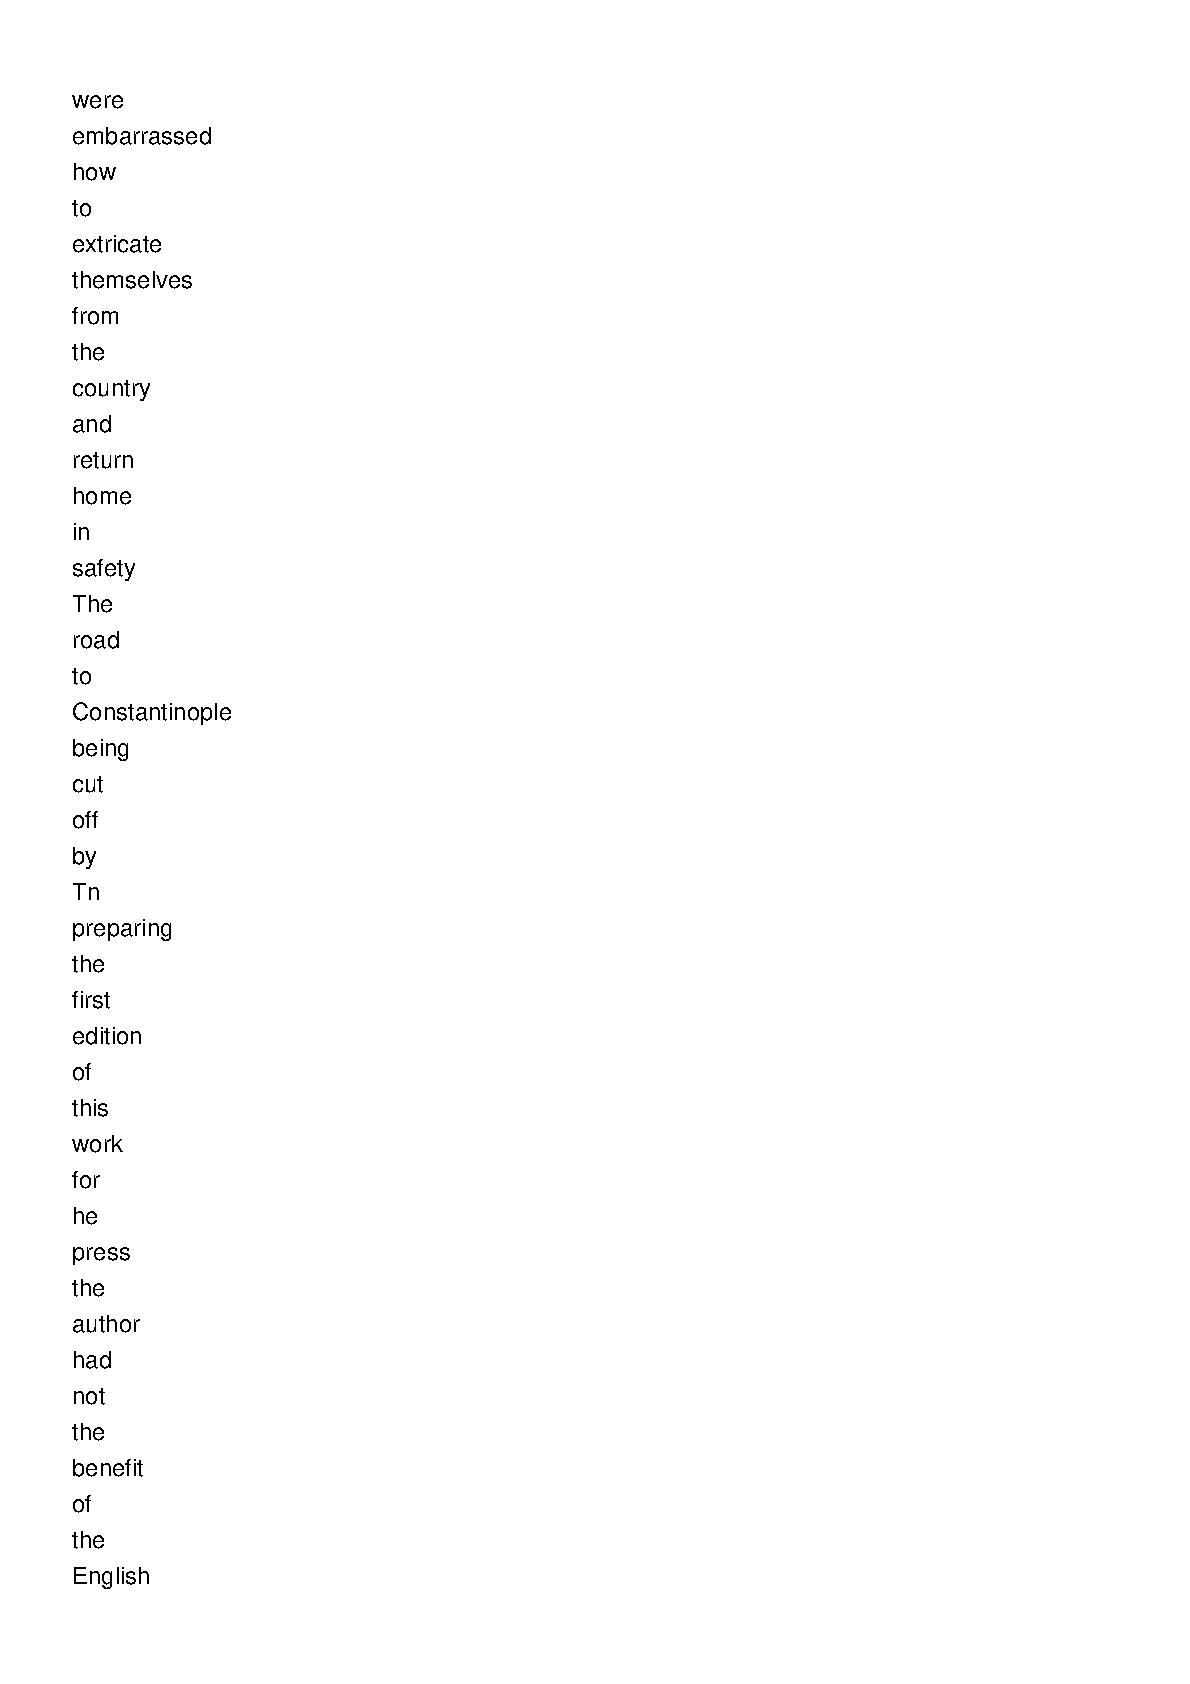 were
embarrassed
how
to
extricate
themselves
from
the
country
and
return
home
in
safety
The
road
to
Constantinople
being
cut
off
by
Tn
preparing
the
first
edition
of
this
work
for
he
press
the
author
had
not
the
benefit
of
the
English